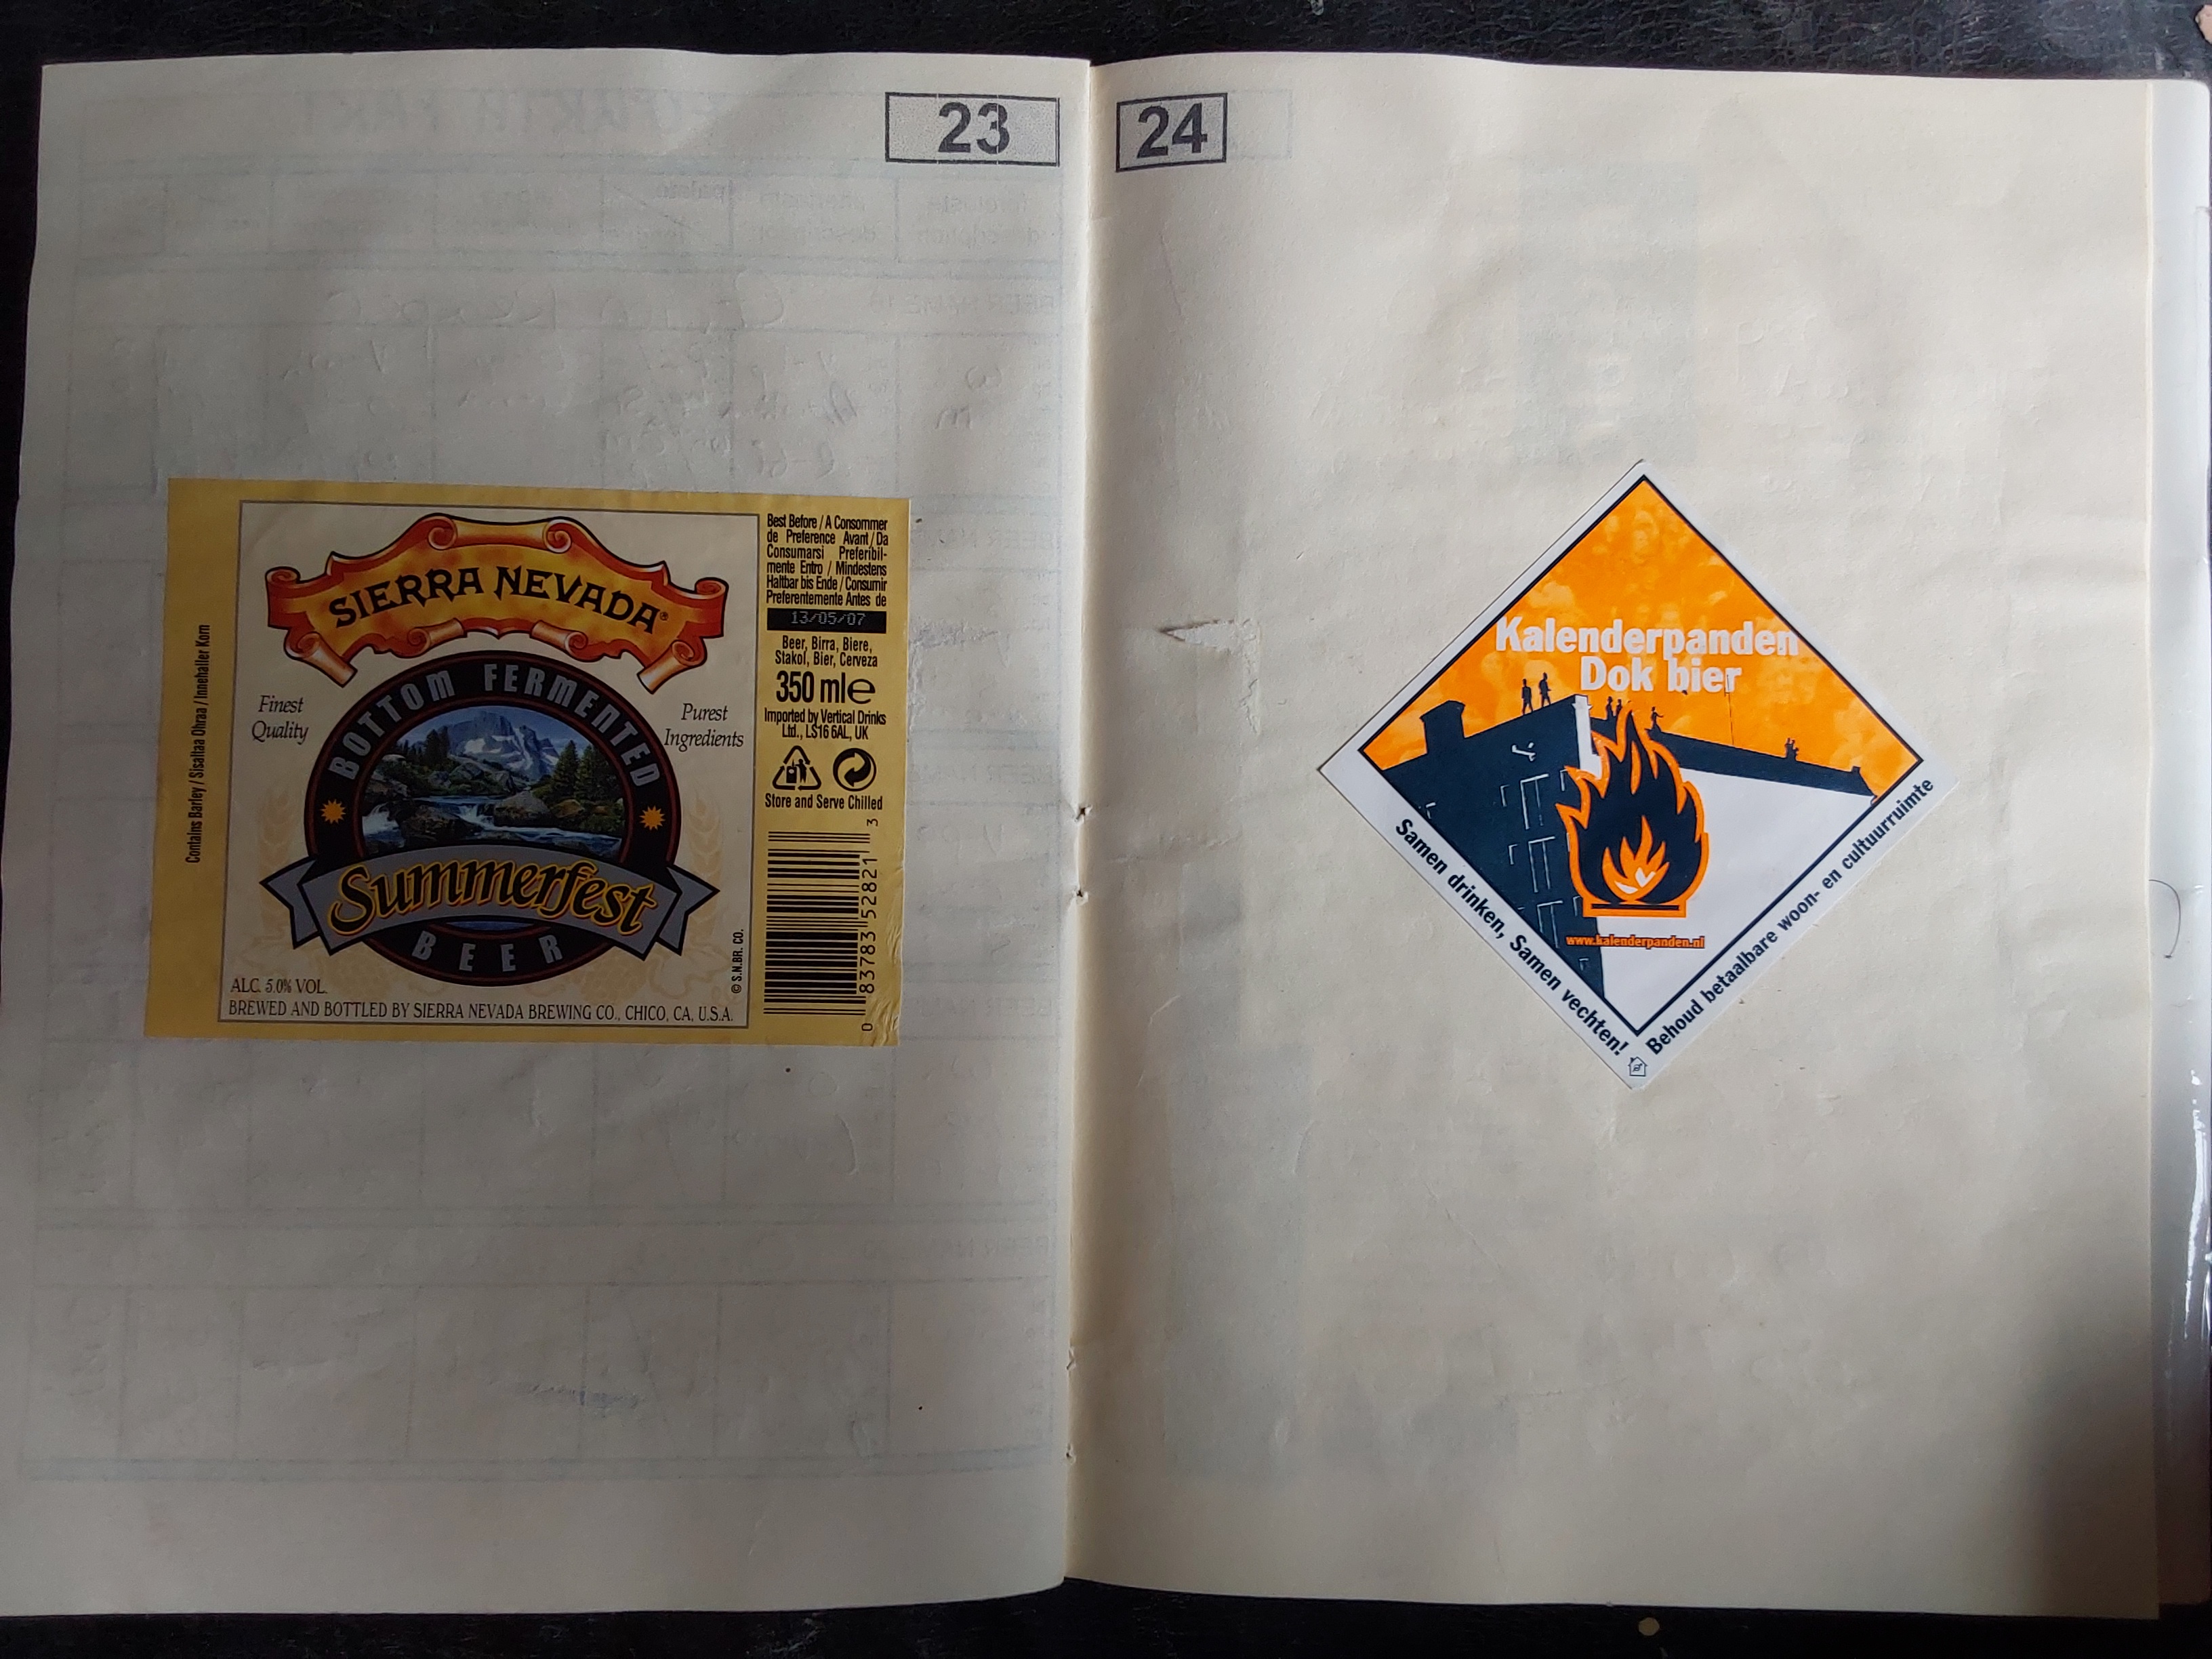 23
SIERRA NEVADA®
BOTTOM FERMENTED
Finest
Quality
Purest
Ingredients
Summerfest
BEER
ALC. 5.0% VOL.
BREWED AND BOTTLED BY SIERRA NEVADA BREWING CO., CHICO, CA, U.S.A.
© S.N.BR. CO.
Contains Barley / Sisaltaa Ohraa / Innehaller Korn
Best Before / A Consommer
de Preference Avant / Da
Consumarsi Preferibil-
mente Entro / Mindestens
Haltbar bis Ende / Consumir
Preferentemente Antes de
13/05/07
Beer, Birra, Biere,
Stakol, Bier, Cerveza
350 ml e
Imported by Vertical Drinks
Ltd., LS16 6AL, UK
Store and Serve Chilled
0 83783 52821 3
24
Kalenderpanden
Dok bier
www.kalenderpanden.nl
Samen drinken, Samen vechten!
Behoud betaalbare woon- en cultuurruimte